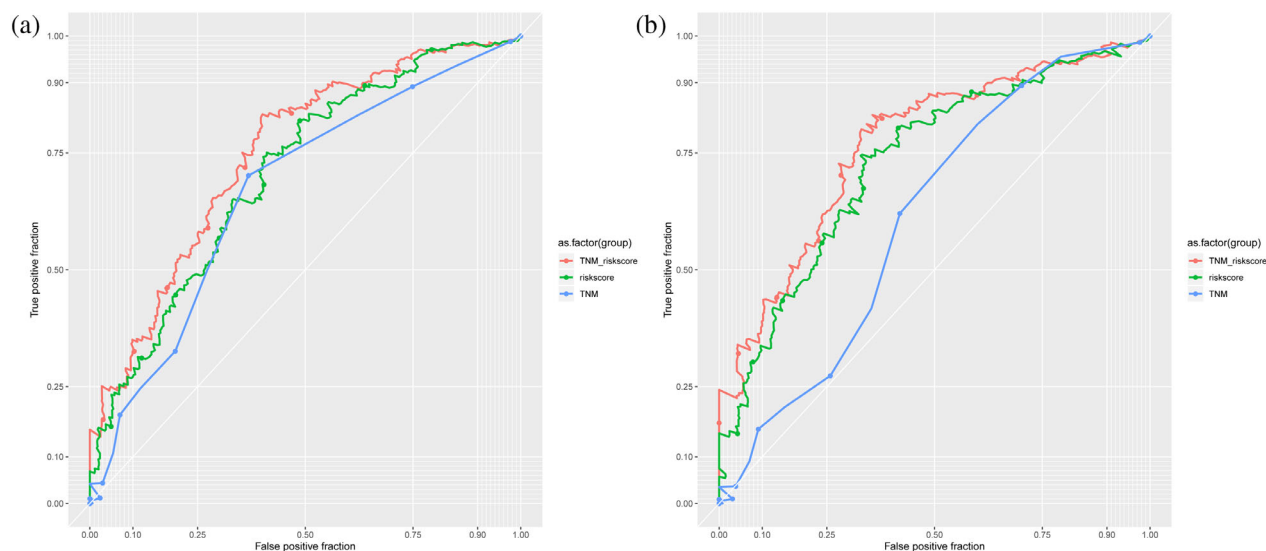 (a)
1.00
0.90
0.75
0.50
0.25
0.10
0.00
True positive fraction
0.00 0.10 0.25 0.50 0.75 0.90 1.00
False positive fraction
as.factor(group)
TNM_riskscore
riskscore
TNM
(b)
1.00
0.90
0.75
0.50
0.25
0.10
0.00
True positive fraction
0.00 0.10 0.25 0.50 0.75 0.90 1.00
False positive fraction
as.factor(group)
TNM_riskscore
riskscore
TNM